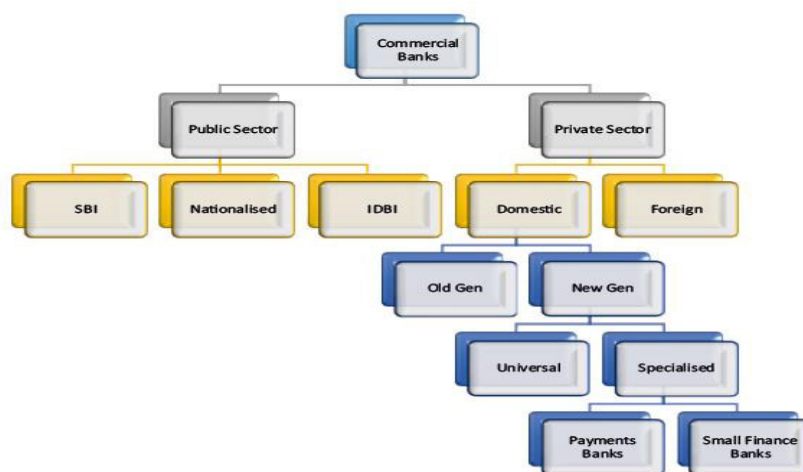 Commercial
Banks
Public Sector
Private Sector
SBI
Nationalised
IDBI
Domestic
Foreign
Old Gen
New Gen
Universal
Specialised
Payments
Banks
Small Finance
Banks